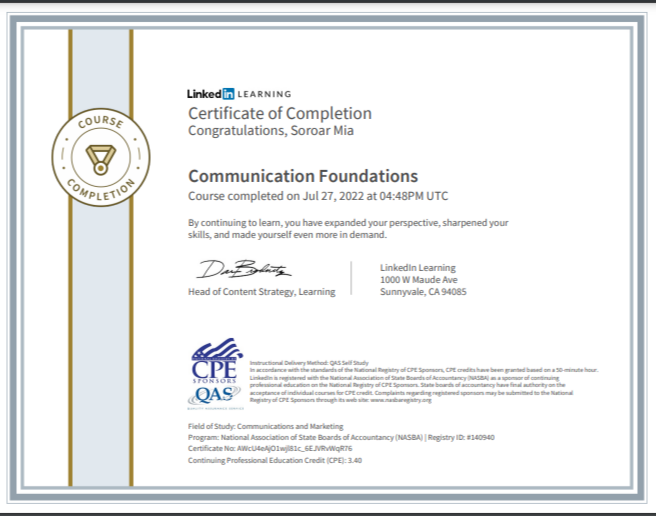 LinkedIn LEARNING
Certificate of Completion
Congratulations, Soroar Mia
COURSE
COMPLETION
Communication Foundations
Course completed on Jul 27, 2022 at 04:48PM UTC
By continuing to learn, you have expanded your perspective, sharpened your
skills, and made yourself even more in demand.
Head of Content Strategy, Learning
LinkedIn Learning
1000 W Maude Ave
Sunnyvale, CA 94085
CPE
SPONSORS
QAS
Instructional Delivery Method: QAS Self Study
In accordance with the standards of the National Registry of CPE Sponsors, CPE credits have been granted based on a 50-minute hour.
LinkedIn is registered with the National Association of State Boards of Accountancy (NASBA) as a sponsor of continuing
professional education on the National Registry of CPE Sponsors. State boards of accountancy have final authority on the
acceptance of individual courses for CPE credit. Complaints regarding registered sponsors may be submitted to the National
Registry of CPE Sponsors through its web site: www.nasbaregistry.org
Field of Study: Communications and Marketing
Program: National Association of State Boards of Accountancy (NASBA) | Registry ID: #140940
Certificate No:
Continuing Professional Education Credit (CPE): 3.40